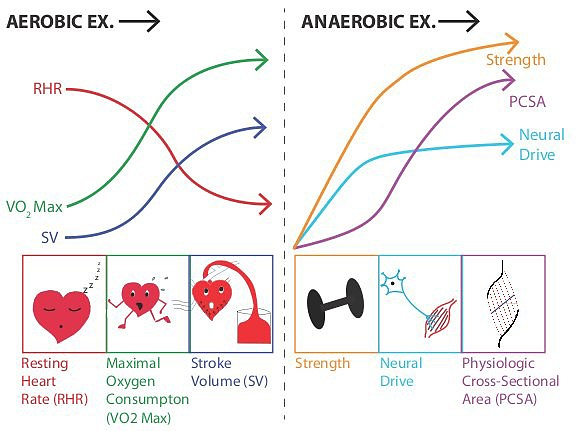 AEROBIC EX.
ANAEROBIC EX.
RHR
VO2 Max
SV
Strength
PCSA
Neural
Drive
z z z z z
Resting
Heart
Rate (RHR)
Maximal
Oxygen
Consumpton
(VO2 Max)
Stroke
Volume (SV)
Strength
Neural
Drive
Physiologic
Cross-Sectional
Area (PCSA)